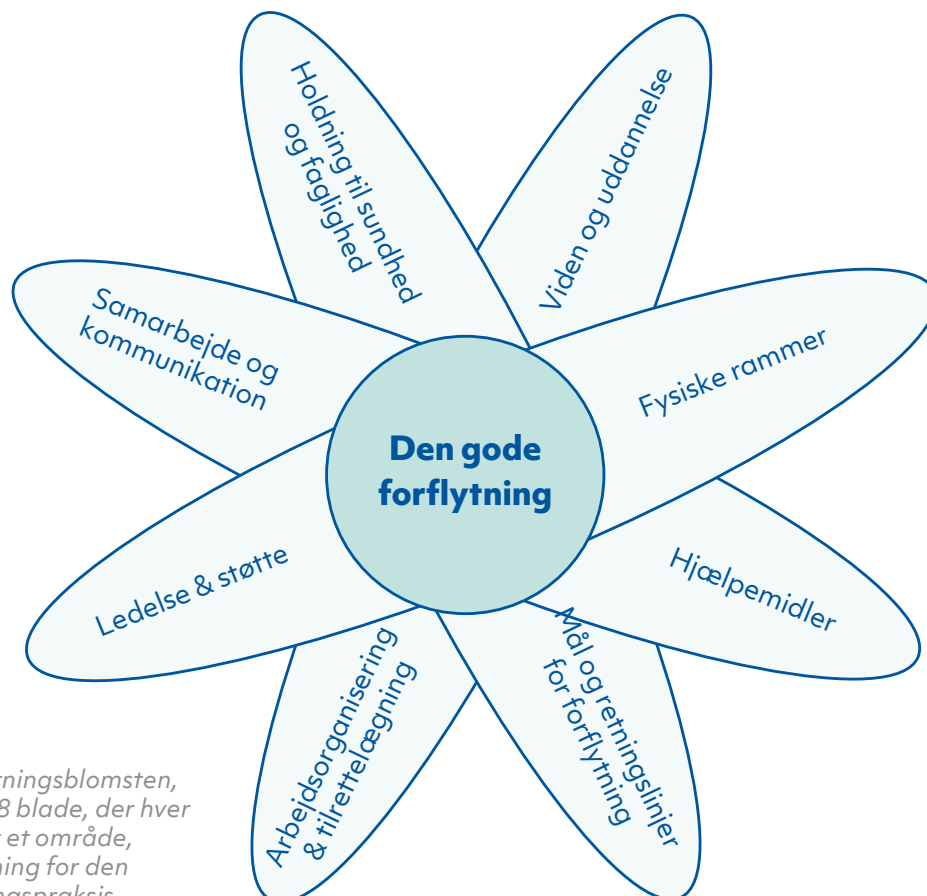 Holdning til sundhed
og faglighed
Viden og uddannelse
Samarbejde og
kommunikation
Fysiske rammer
Den gode
forflytning
Ledelse & støtte
Hjælpemidler
Arbejdsorganisering
& tilrettelægning
Mål og retningslinjer
for forflytning
8 blade, der hver
et område,
for den